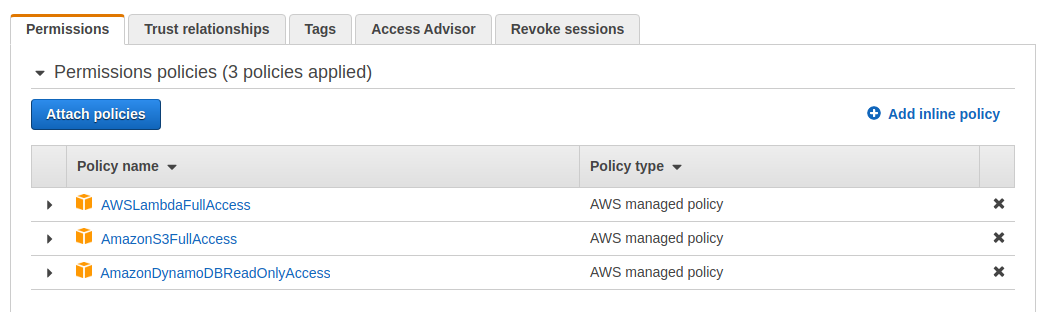 Permissions Trust relationships Tags Access Advisor Revoke sessions
Permissions policies (3 policies applied)
Attach policies Add inline policy
Policy name Policy type
AWSLambdaFullAccess AWS managed policy
AmazonS3FullAccess AWS managed policy
AmazonDynamoDBReadOnlyAccess AWS managed policy